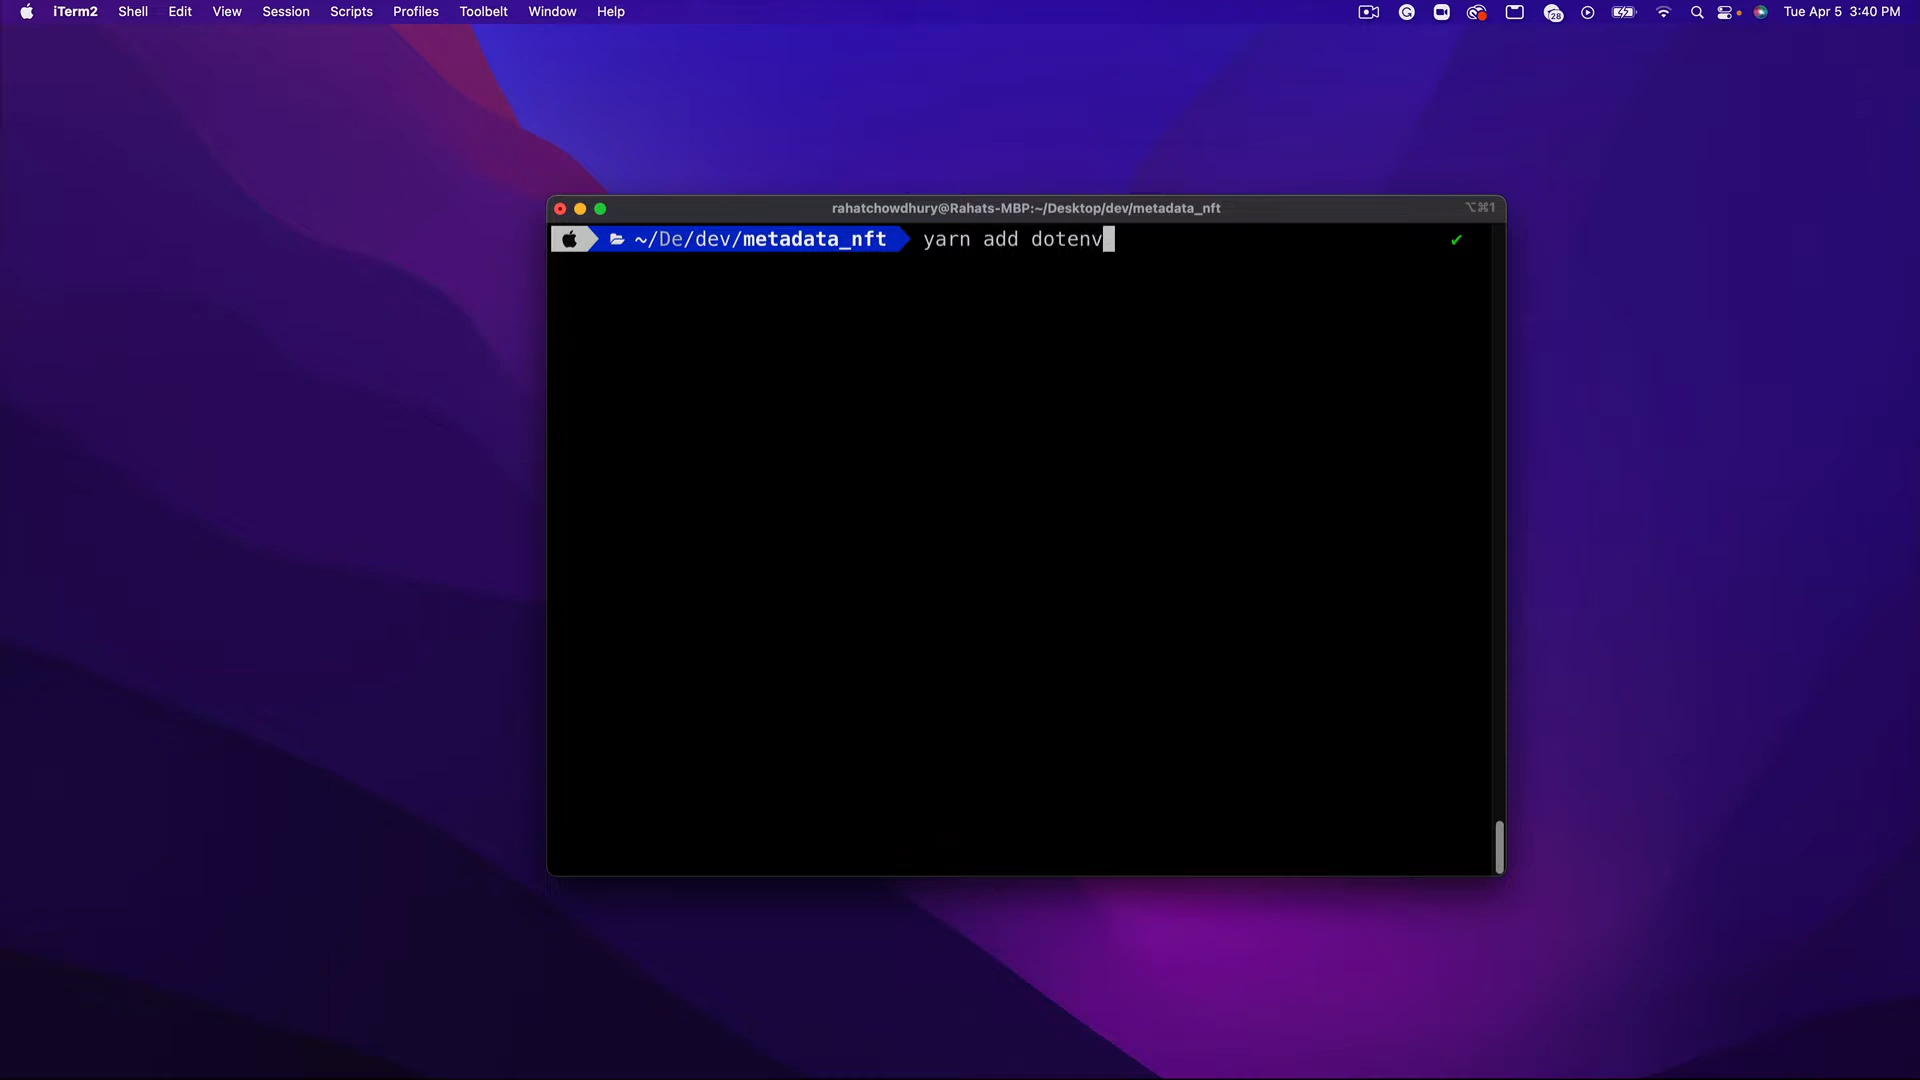 iTerm2 Shell Edit View Session Scripts Profiles Toolbelt Window Help 28 Tue Apr 5 3:40 PM
rahatchowdhury@Rahats-MBP:~/Desktop/dev/metadata_nft ⌥⌘1
~/De/dev/metadata_nft yarn add dotenv ✔